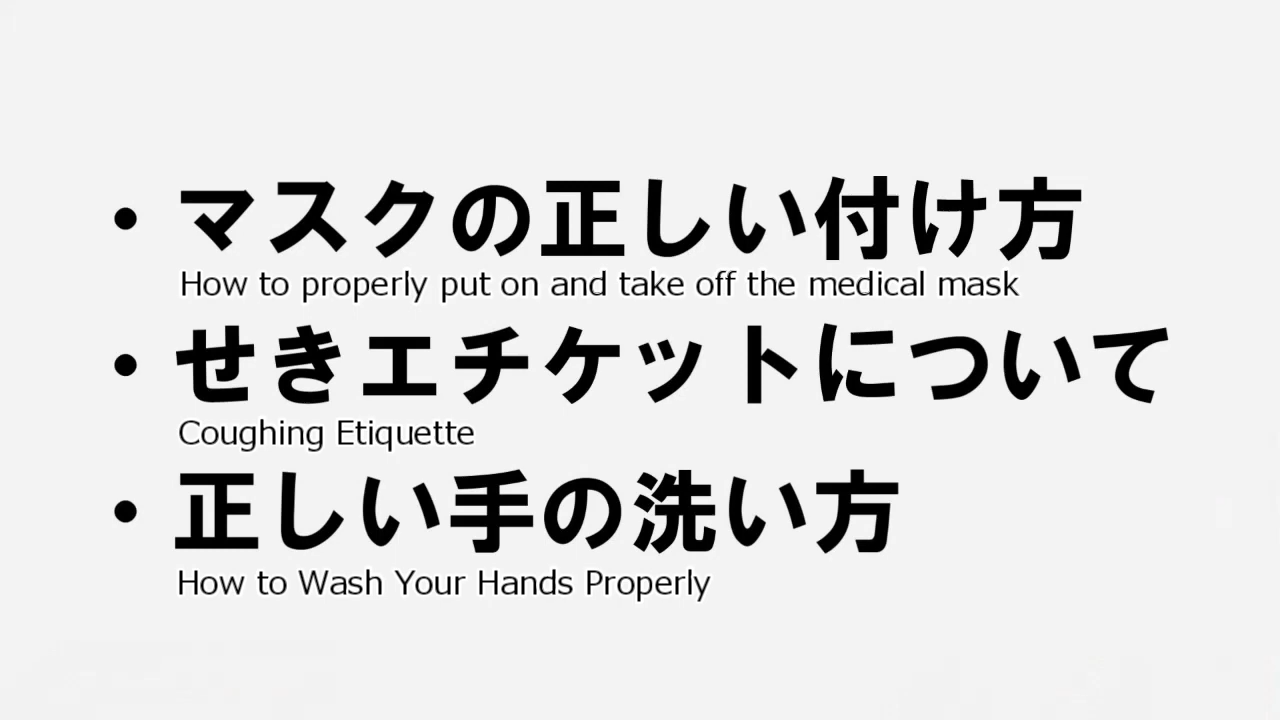 ・マスクの正しい付け方
How to properly put on and take off the medical mask
・せきエチケットについて
Coughing Etiquette
・正しい手の洗い方
How to Wash Your Hands Properly